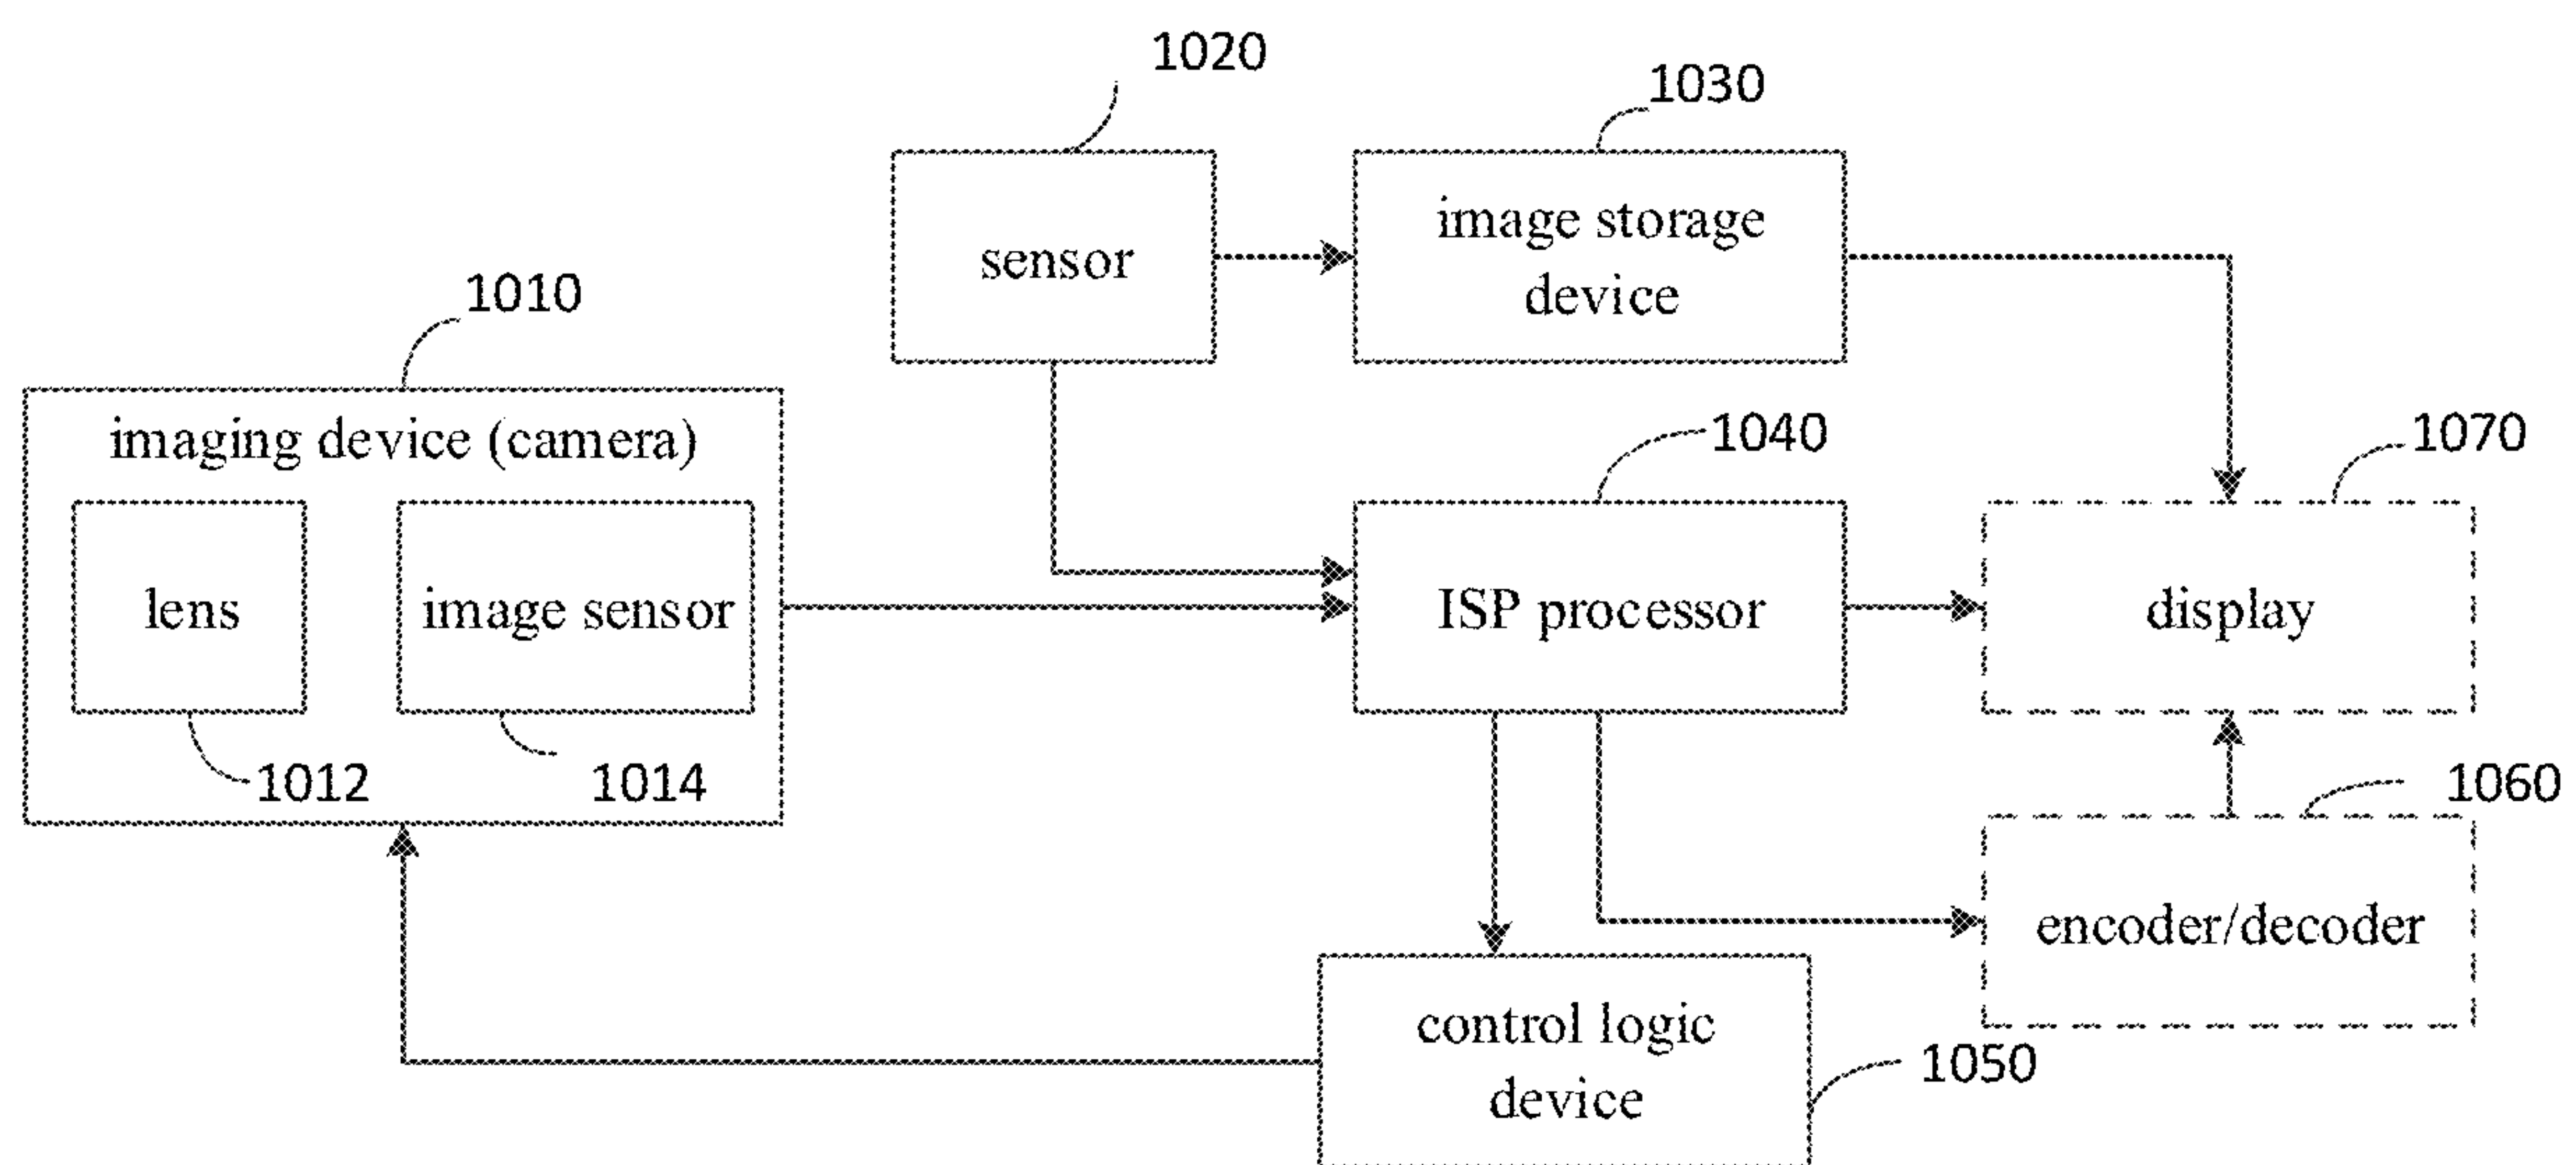 1020
1030
sensor
image storage
device
1010
imaging device (camera)
1040
1070
lens
image sensor
ISP processor
display
1012
1014
1060
encoder/decoder
control logic
device
1050